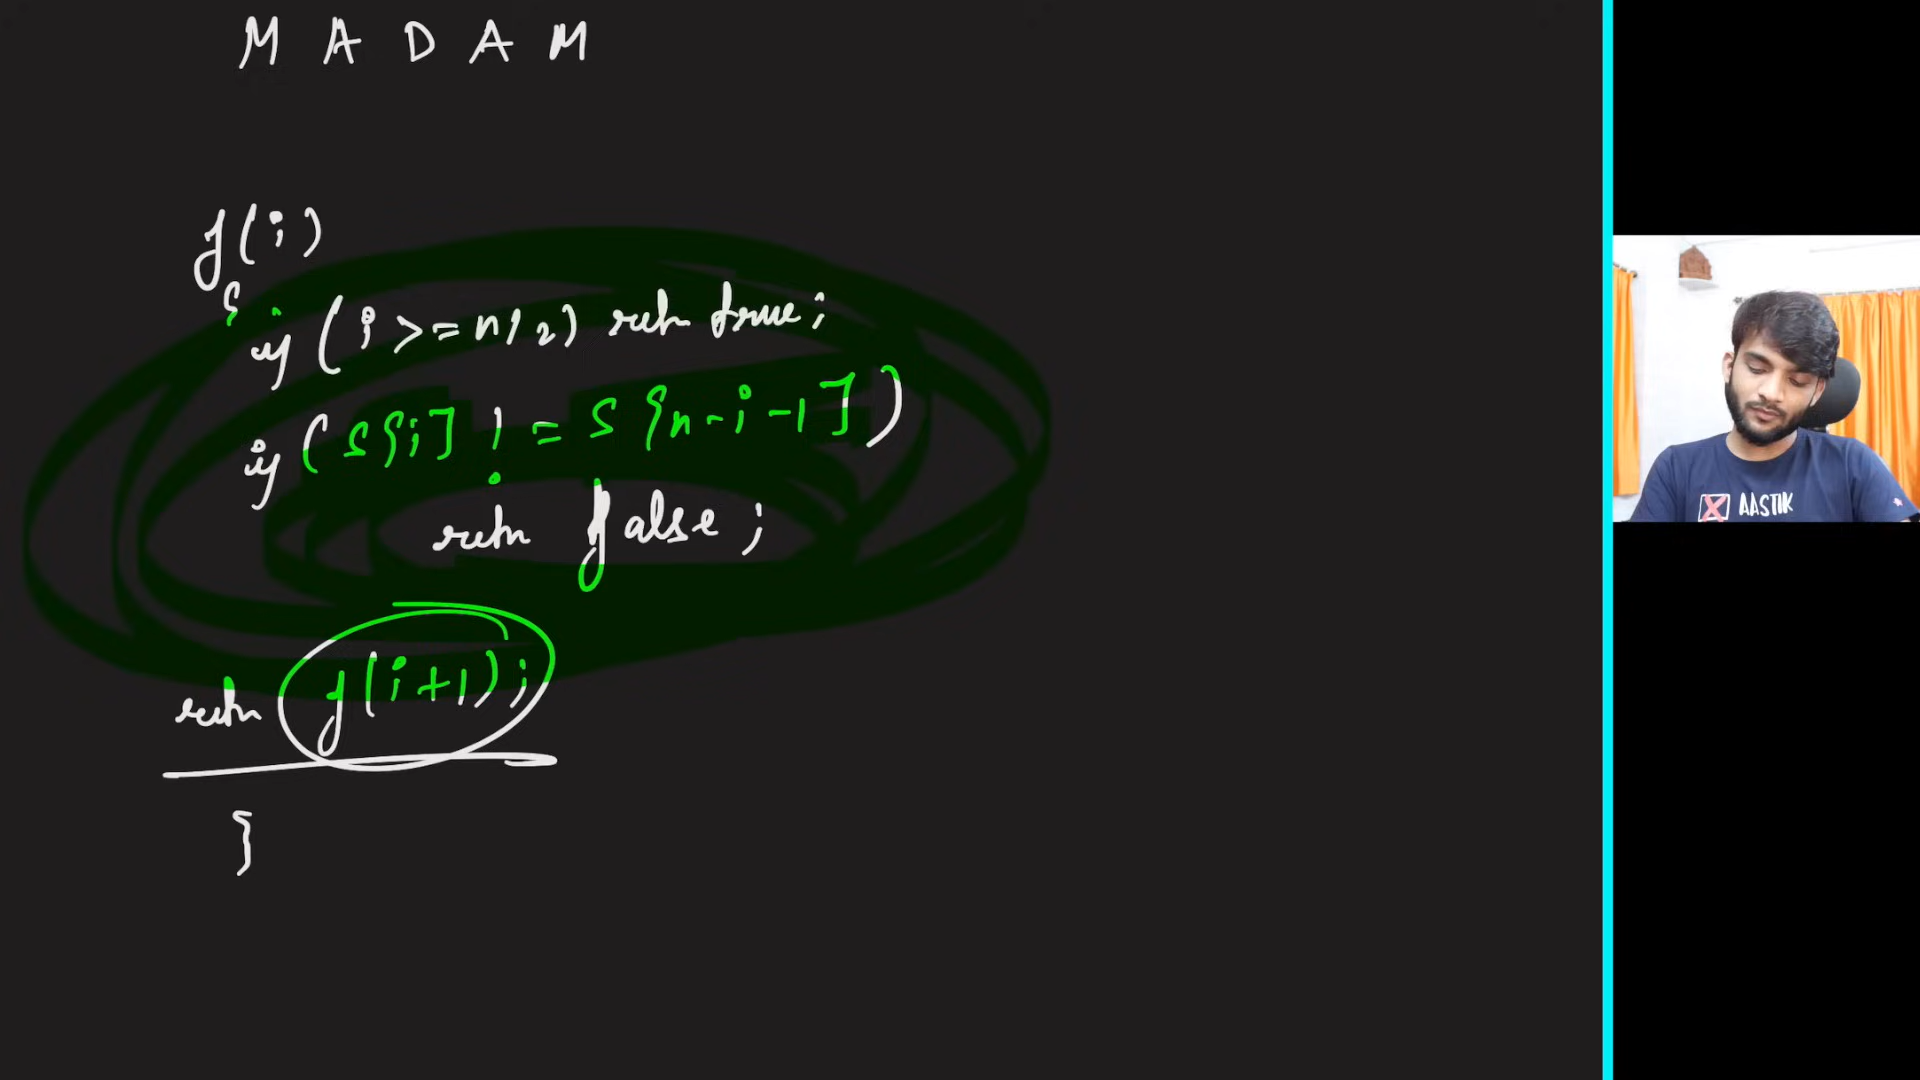 M A D A M
f(i)
{
if (i >= n/2) return true;
if (S[i] != S[n-i-1])
return false;
return f(i+1);
}
AASTIK